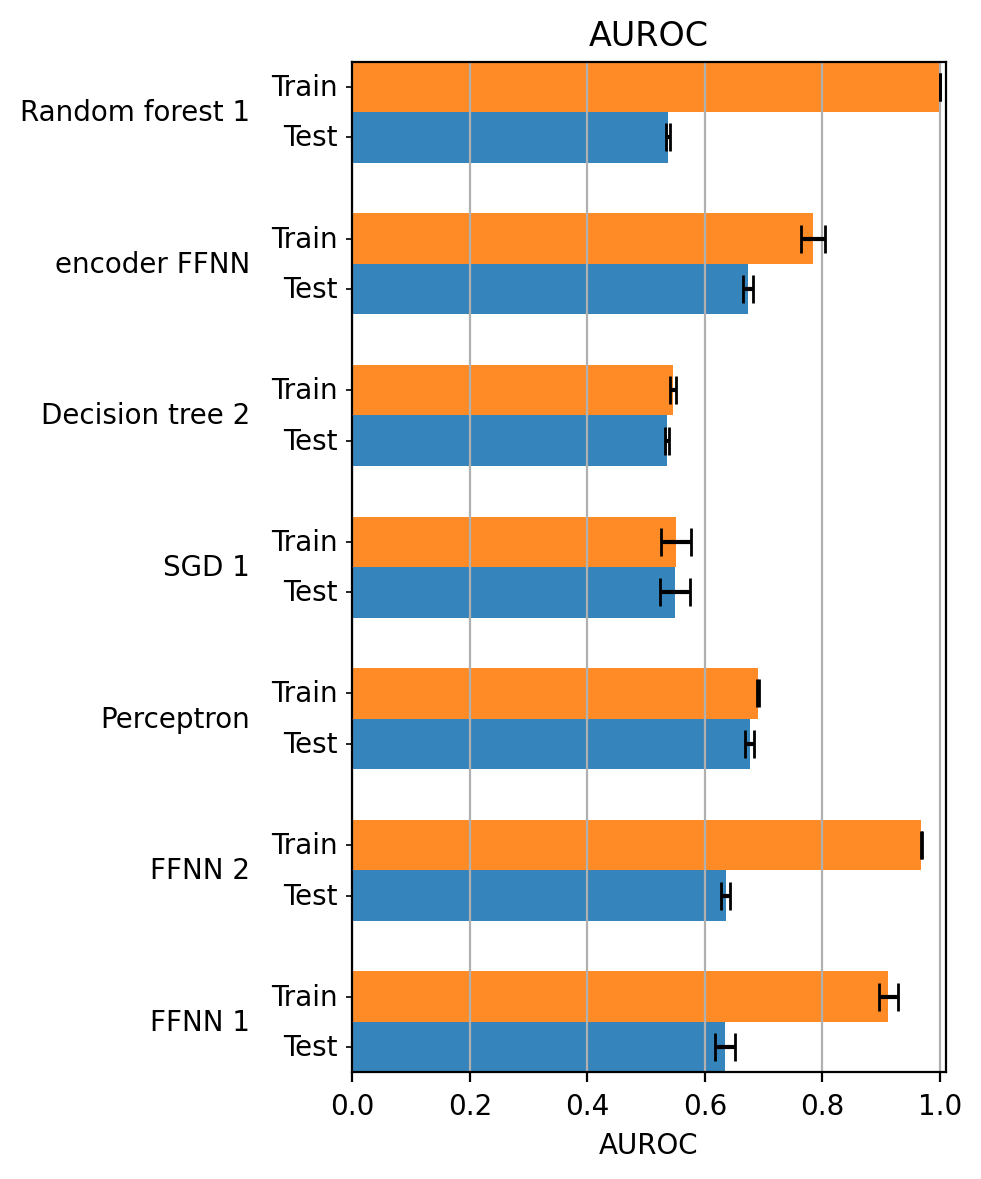 AUROC
Random forest 1
Train
Test
encoder FFNN
Train
Test
Decision tree 2
Train
Test
SGD 1
Train
Test
Perceptron
Train
Test
FFNN 2
Train
Test
FFNN 1
Train
Test
0.0 0.2 0.4 0.6 0.8 1.0
AUROC